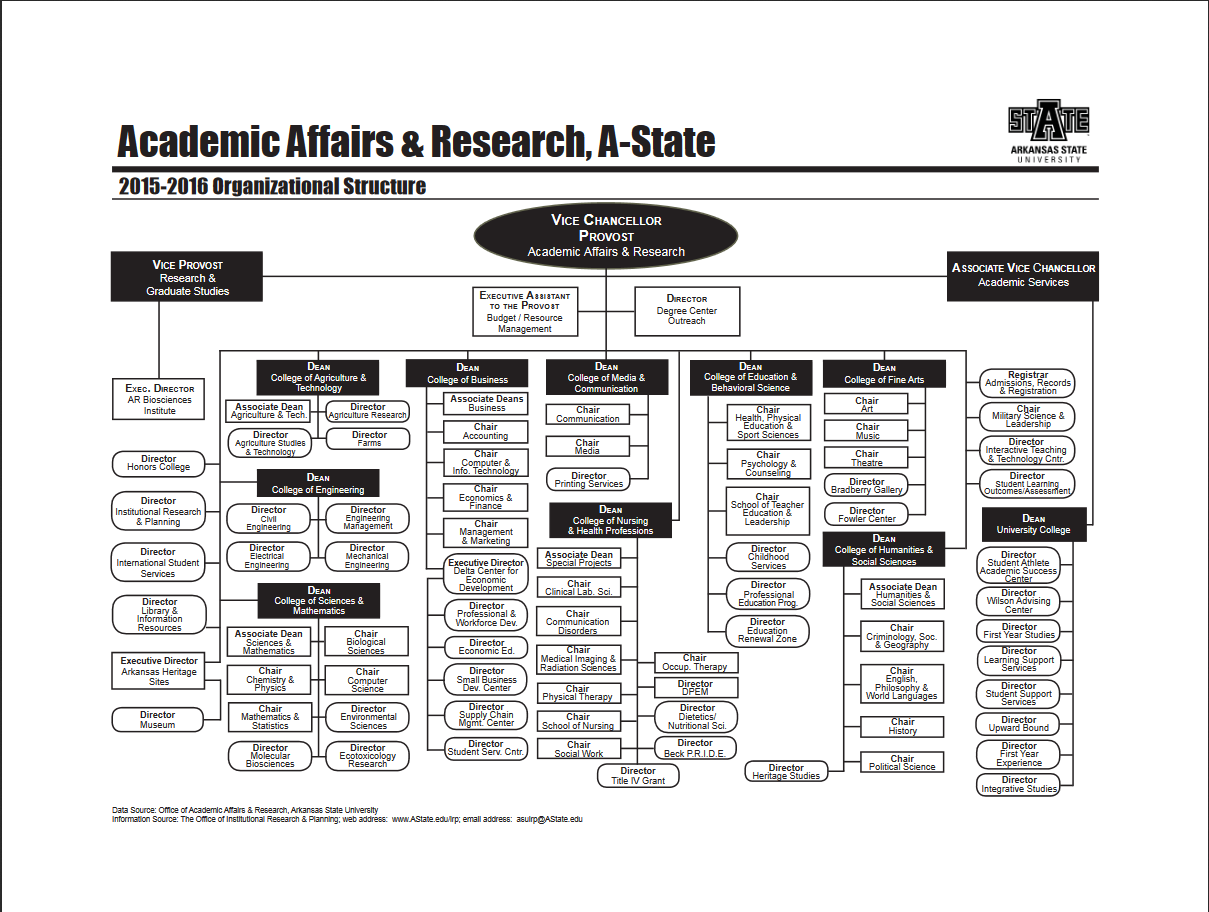 STATE
ARKANSAS STATE
UNIVERSITY
Academic Affairs & Research, A-State
2015-2016 Organizational Structure
VICE CHANCELLOR
PROVOST
Academic Affairs & Research
VICE PROVOST
Research &
Graduate Studies
ASSOCIATE VICE CHANCELLOR
Academic Services
EXECUTIVE ASSISTANT
TO THE PROVOST
Budget / Resource
Management
DIRECTOR
Degree Center
Outreach
EXEC. DIRECTOR
AR Biosciences
Institute
Director
Honors College
Director
Institutional Research
& Planning
Director
International Student
Services
Director
Library &
Information
Resources
Executive Director
Arkansas Heritage
Sites
Director
Museum
DEAN
College of Agriculture &
Technology
Associate Dean
Agriculture & Tech.
Director
Agriculture Research
Director
Agriculture Studies
& Technology
Director
Farms
DEAN
College of Engineering
Director
Civil
Engineering
Director
Engineering
Management
Director
Electrical
Engineering
Director
Mechanical
Engineering
DEAN
College of Sciences &
Mathematics
Associate Dean
Sciences &
Mathematics
Chair
Biological
Sciences
Chair
Chemistry &
Physics
Chair
Computer
Science
Chair
Mathematics &
Statistics
Director
Environmental
Sciences
Director
Molecular
Biosciences
Director
Ecotoxicology
Research
DEAN
College of Business
Associate Deans
Business
Chair
Accounting
Chair
Computer &
Info. Technology
Chair
Economics &
Finance
Chair
Management
& Marketing
Executive Director
Delta Center for
Economic
Development
Director
Professional &
Workforce Dev.
Director
Economic Ed.
Director
Small Business
Dev. Center
Director
Supply Chain
Mgmt. Center
Director
Student Serv. Cntr.
DEAN
College of Media &
Communication
Chair
Communication
Chair
Media
Director
Printing Services
DEAN
College of Nursing
& Health Professions
Associate Dean
Special Projects
Chair
Clinical Lab. Sci.
Chair
Communication
Disorders
Chair
Medical Imaging &
Radiation Sciences
Chair
Occup. Therapy
Chair
Physical Therapy
Director
DPEM
Chair
School of Nursing
Director
Dietetics/
Nutritional Sci.
Chair
Social Work
Director
Beck P.R.I.D.E.
Director
Title IV Grant
DEAN
College of Education &
Behavioral Science
Chair
Health, Physical
Education &
Sport Sciences
Chair
Psychology &
Counseling
Chair
School of Teacher
Education &
Leadership
Director
Childhood
Services
Director
Professional
Education Prog.
Director
Education
Renewal Zone
DEAN
College of Fine Arts
Chair
Art
Chair
Music
Chair
Theatre
Director
Bradberry Gallery
Director
Fowler Center
DEAN
College of Humanities &
Social Sciences
Associate Dean
Humanities &
Social Sciences
Chair
Criminology, Soc.
& Geography
Chair
English,
Philosophy &
World Languages
Chair
History
Chair
Political Science
Director
Heritage Studies
Registrar
Admissions, Records
& Registration
Chair
Military Science &
Leadership
Director
Interactive Teaching
& Technology Cntr.
Director
Student Learning
Outcomes/Assessment
DEAN
University College
Director
Student Athlete
Academic Success
Center
Director
Wilson Advising
Center
Director
First Year Studies
Director
Learning Support
Services
Director
Student Support
Services
Director
Upward Bound
Director
First Year
Experience
Director
Integrative Studies
Data Source: Office of Academic Affairs & Research, Arkansas State University
Information Source: The Office of Institutional Research & Planning; web address: www.AState.edu/irp; email address: asuirp@AState.edu